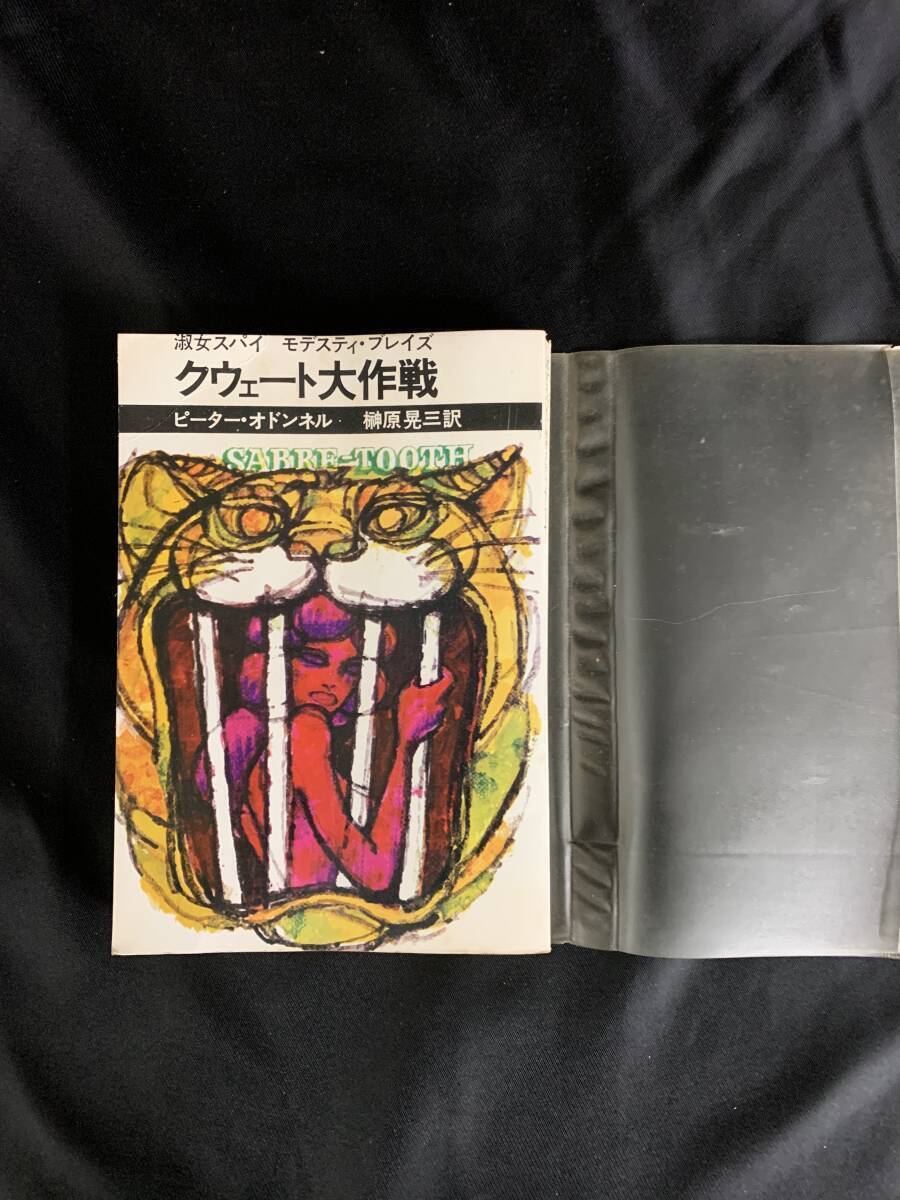 淑女スパイ モデスティ・ブレイズ
クウェート大作戦
ピーター・オドンネル 榊原晃三訳
SABRE-TOOTH